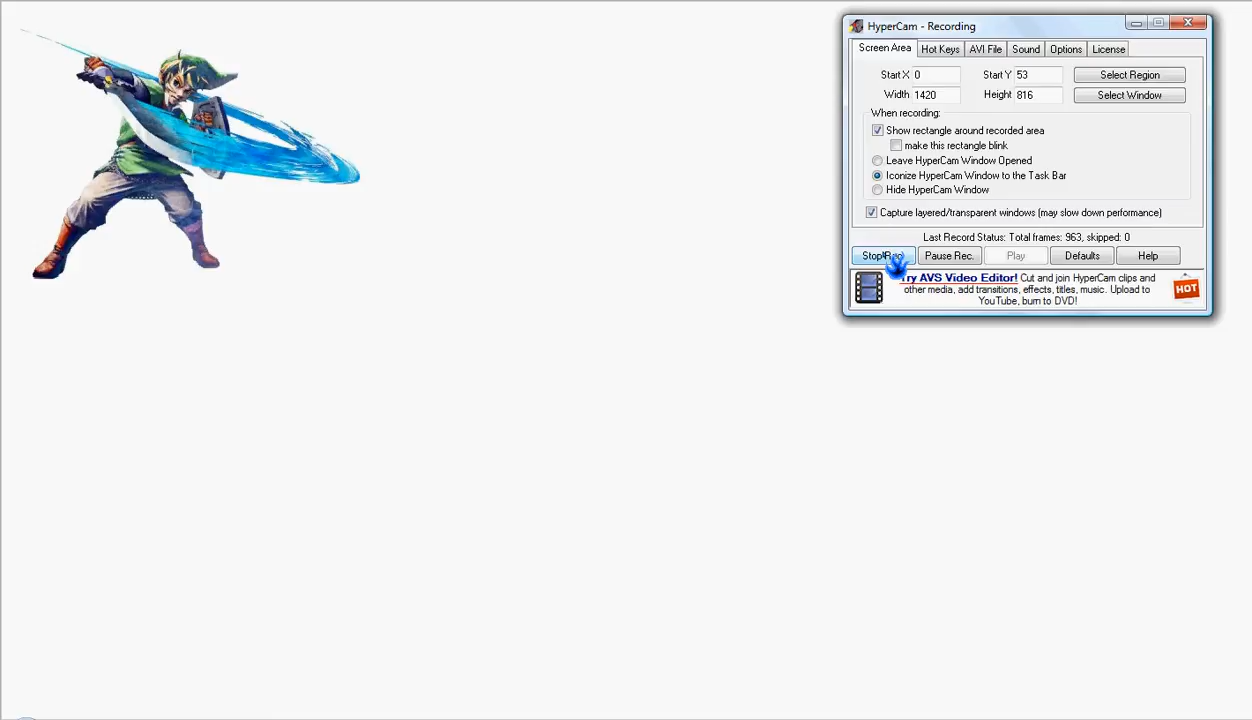 HyperCam - Recording
Screen Area Hot Keys AVI File Sound Options License
Start X 0 Start Y 53 Select Region
Width 1420 Height 816 Select Window
When recording:
Show rectangle around recorded area
make this rectangle blink
Leave HyperCam Window Opened
Iconize HyperCam Window to the Task Bar
Hide HyperCam Window
Capture layered/transparent windows (may slow down performance)
Last Record Status: Total frames: 963, skipped: 0
Stop Pause Rec. Play Defaults Help
Try AVS Video Editor! Cut and join HyperCam clips and
other media, add transitions, effects, titles, music. Upload to
YouTube, burn to DVD!
HOT